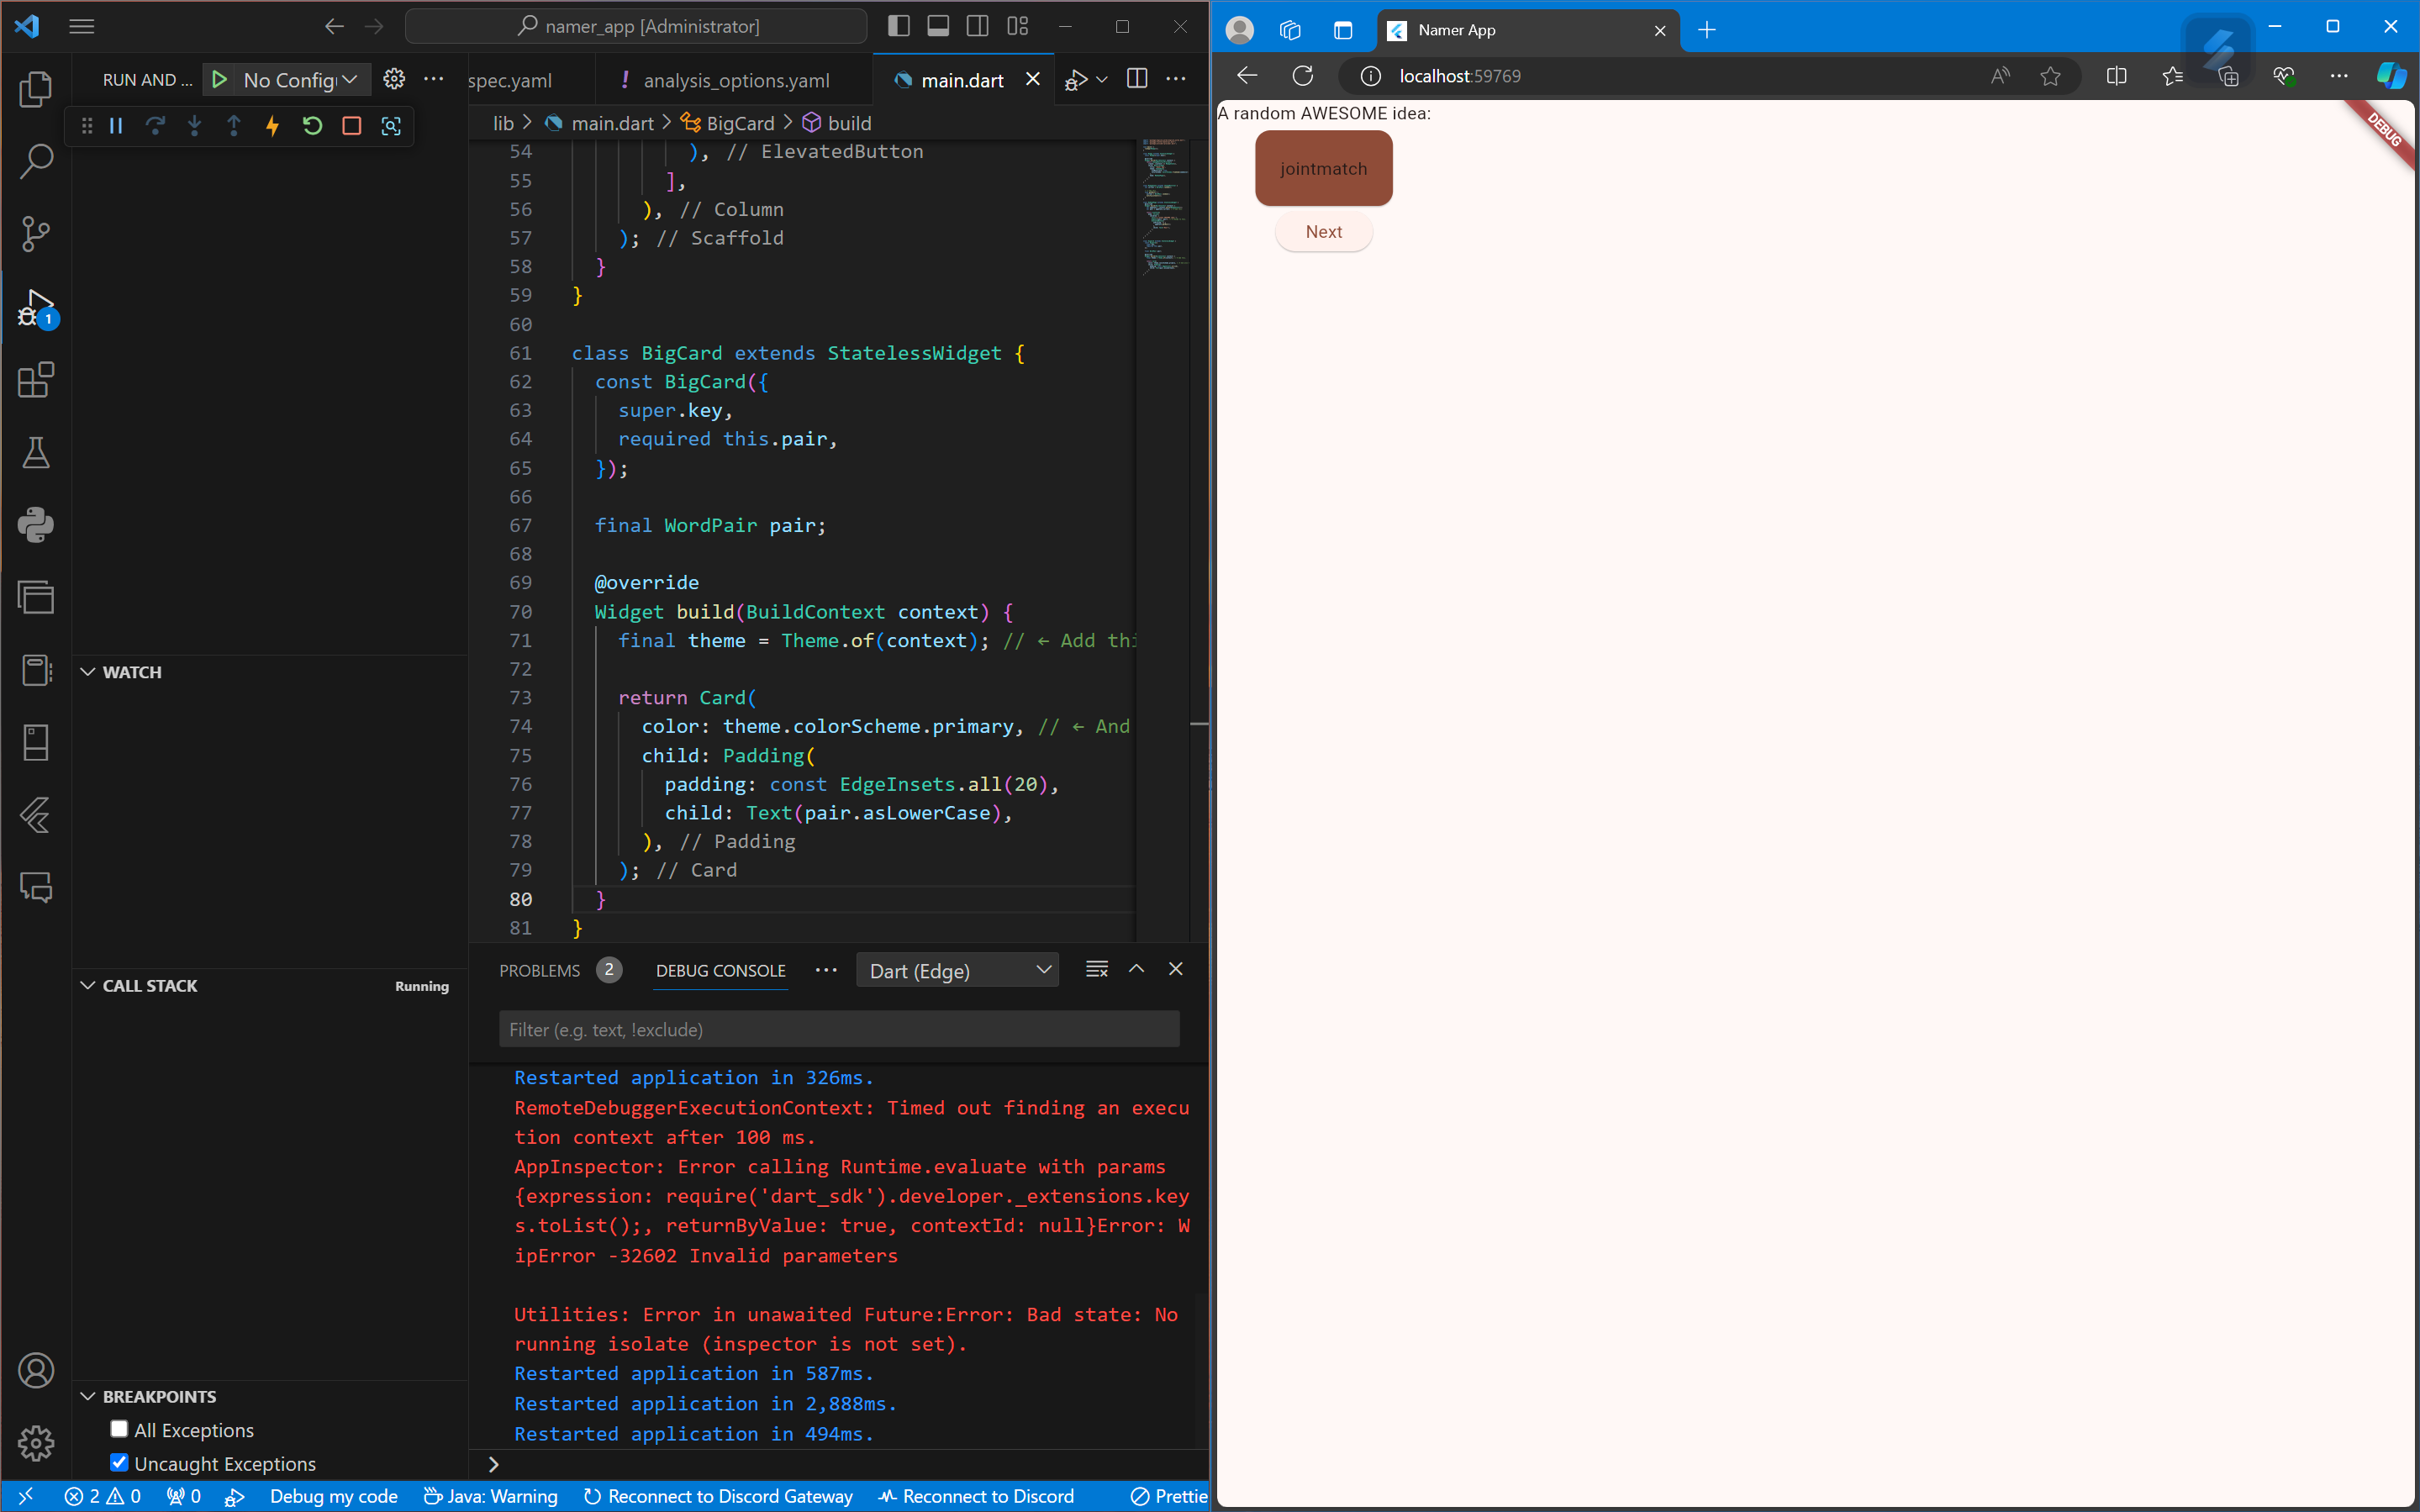 namer_app [Administrator]
RUN AND ...
No Config
spec.yaml
! analysis_options.yaml
main.dart
lib > main.dart > BigCard > build
54 ), // ElevatedButton
55 ],
56 ), // Column
57 ); // Scaffold
58 }
59 }
60
61 class BigCard extends StatelessWidget {
62 const BigCard({
63 super.key,
64 required this.pair,
65 });
66
67 final WordPair pair;
68
69 @override
70 Widget build(BuildContext context) {
71 final theme = Theme.of(context); // ← Add thi
72
73 return Card(
74 color: theme.colorScheme.primary, // ← And
75 child: Padding(
76 padding: const EdgeInsets.all(20),
77 child: Text(pair.asLowerCase),
78 ), // Padding
79 ); // Card
80 }
81 }
1
WATCH
CALL STACK
Running
BREAKPOINTS
All Exceptions
Uncaught Exceptions
PROBLEMS 2
DEBUG CONSOLE
Dart (Edge)
Filter (e.g. text, !exclude)
Restarted application in 326ms.
RemoteDebuggerExecutionContext: Timed out finding an execu
tion context after 100 ms.
AppInspector: Error calling Runtime.evaluate with params
{expression: require('dart_sdk').developer._extensions.key
s.toList();, returnByValue: true, contextId: null}Error: W
ipError -32602 Invalid parameters
Utilities: Error in unawaited Future:Error: Bad state: No
running isolate (inspector is not set).
Restarted application in 587ms.
Restarted application in 2,888ms.
Restarted application in 494ms.
2 0 0 Debug my code Java: Warning Reconnect to Discord Gateway Reconnect to Discord Prettie
Namer App
localhost:59769
A random AWESOME idea:
jointmatch
Next
DEBUG